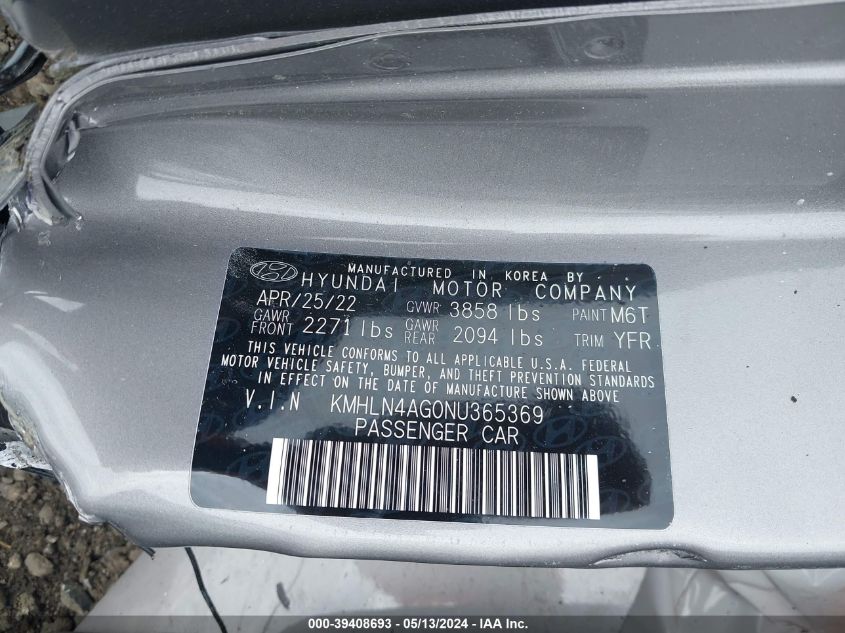 MANUFACTURED IN KOREA BY
HYUNDAI MOTOR COMPANY
APR/25/22 GVWR 3858 lbs PAINT M6T
GAWR FRONT 2271 lbs GAWR REAR 2094 lbs TRIM YFR
THIS VEHICLE CONFORMS TO ALL APPLICABLE U.S.A. FEDERAL
MOTOR VEHICLE SAFETY, BUMPER, AND THEFT PREVENTION STANDARDS
IN EFFECT ON THE DATE OF MANUFACTURE SHOWN ABOVE
V.I.N KMHLN4AG0NU365369
PASSENGER CAR
000-39408693 - 05/13/2024 - IAA Inc.